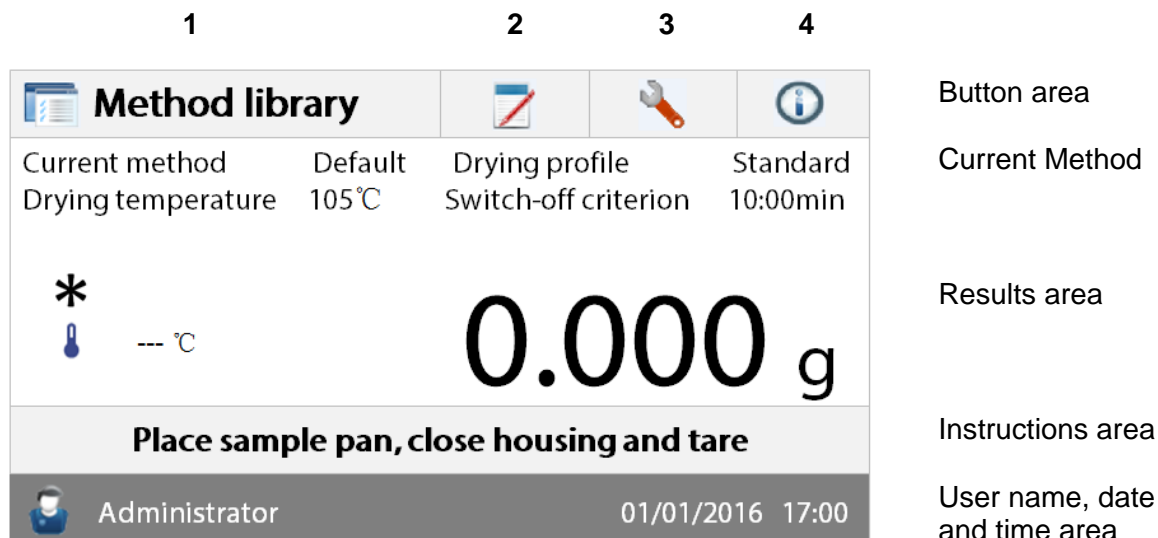 1 2 3 4
Method library Button area
Current method Default Drying profile Standard Current Method
Drying temperature 105℃ Switch-off criterion 10:00min
* Results area
--- ℃ 0.000 g
Place sample pan, close housing and tare Instructions area
Administrator 01/01/2016 17:00 User name, date
and time area